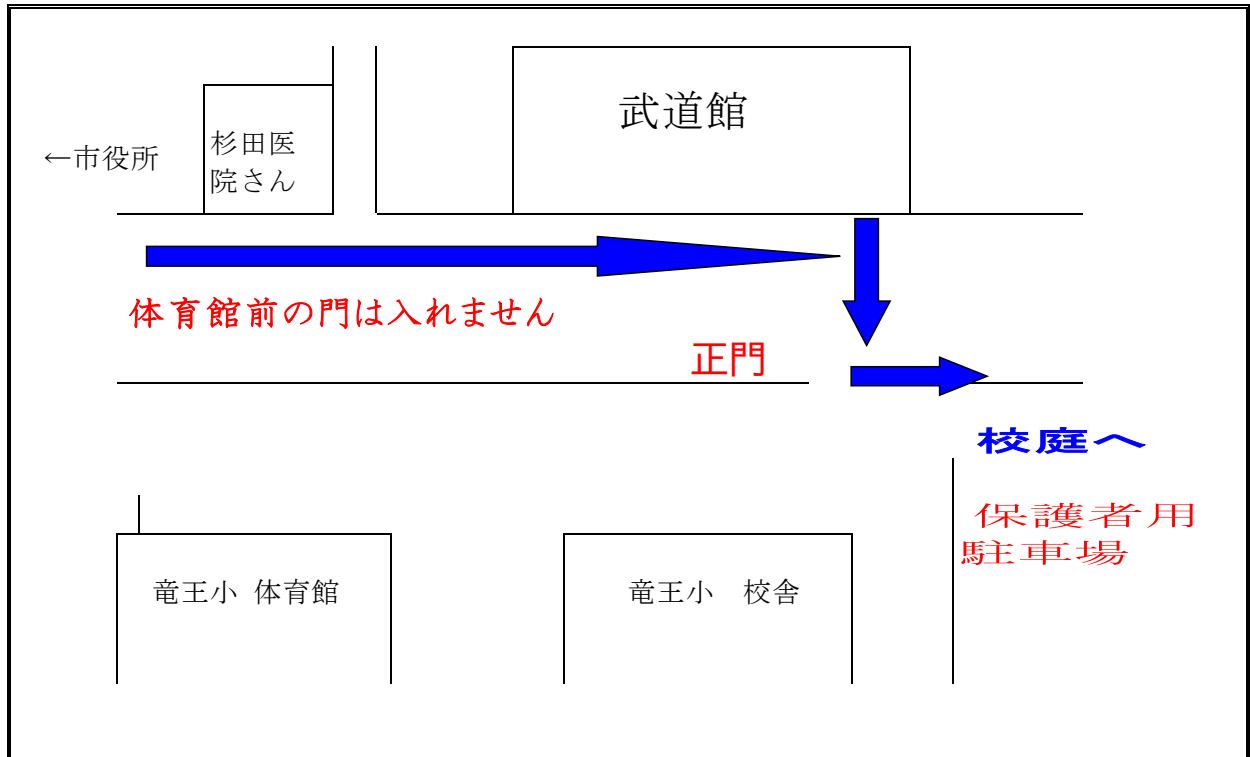 武道館
←市役所
杉田医
院さん
体育館前の門は入れません
正門
校庭へ
保護者用
駐車場
竜王小 体育館
竜王小　校舎